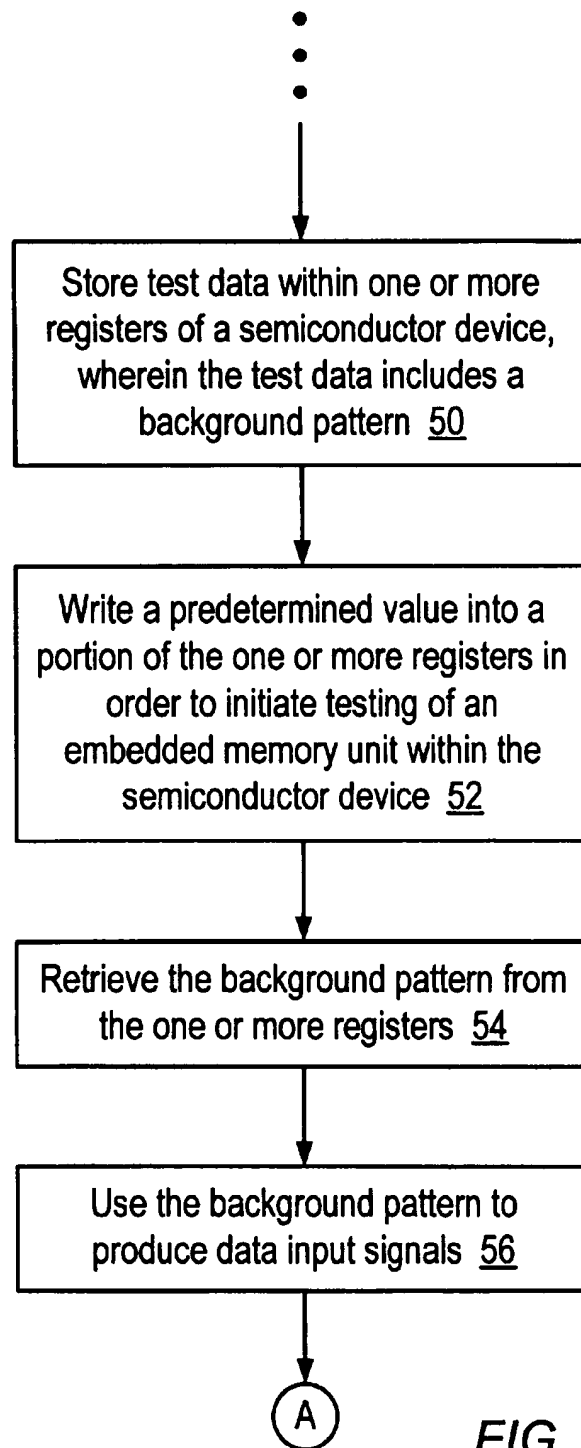 Store test data within one or more
registers of a semiconductor device,
wherein the test data includes a
background pattern 50
Write a predetermined value into a
portion of the one or more registers in
order to initiate testing of an
embedded memory unit within the
semiconductor device 52
Retrieve the background pattern from
the one or more registers 54
Use the background pattern to
produce data input signals 56
A
FIG